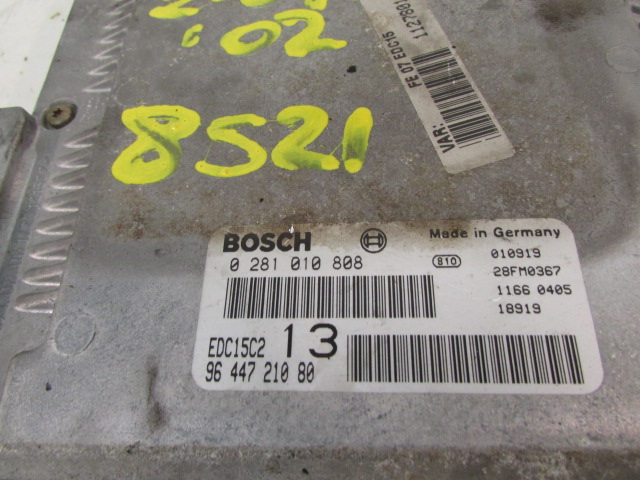 '02
8521
FE 07 EDC15
VAR:
BOSCH
Made in Germany
0 281 010 808
810
010919
28FM0367
1166 0405
18919
EDC15C2 13
96 447 210 80